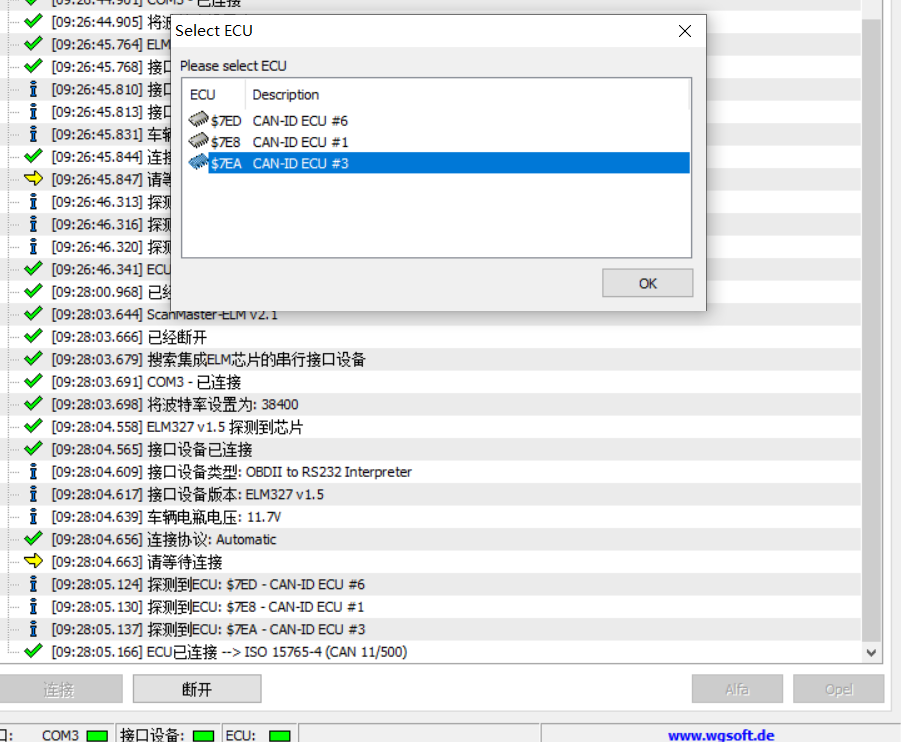 [09:26:44.901] COM3 - 已连接
[09:26:44.905] 将波
Select ECU
[09:26:45.764] ELM
[09:26:45.768] 接口
Please select ECU
[09:26:45.810] 接口
ECU Description
[09:26:45.813] 接口
$7ED CAN-ID ECU #6
[09:26:45.831] 车辆
$7E8 CAN-ID ECU #1
[09:26:45.844] 连接
$7EA CAN-ID ECU #3
[09:26:45.847] 请等
[09:26:46.313] 探测
[09:26:46.316] 探测
[09:26:46.320] 探测
[09:26:46.341] ECU
OK
[09:28:00.968] 已经
[09:28:03.644] ScanMaster-ELM v2.1
[09:28:03.666] 已经断开
[09:28:03.679] 搜索集成ELM芯片的串行接口设备
[09:28:03.691] COM3 - 已连接
[09:28:03.698] 将波特率设置为: 38400
[09:28:04.558] ELM327 v1.5 探测到芯片
[09:28:04.565] 接口设备已连接
[09:28:04.609] 接口设备类型: OBDII to RS232 Interpreter
[09:28:04.617] 接口设备版本: ELM327 v1.5
[09:28:04.639] 车辆电瓶电压: 11.7V
[09:28:04.656] 连接协议: Automatic
[09:28:04.663] 请等待连接
[09:28:05.124] 探测到ECU: $7ED - CAN-ID ECU #6
[09:28:05.130] 探测到ECU: $7E8 - CAN-ID ECU #1
[09:28:05.137] 探测到ECU: $7EA - CAN-ID ECU #3
[09:28:05.166] ECU已连接 --> ISO 15765-4 (CAN 11/500)
连接 断开 Alfa Opel
口: COM3 接口设备: ECU: www.wgsoft.de